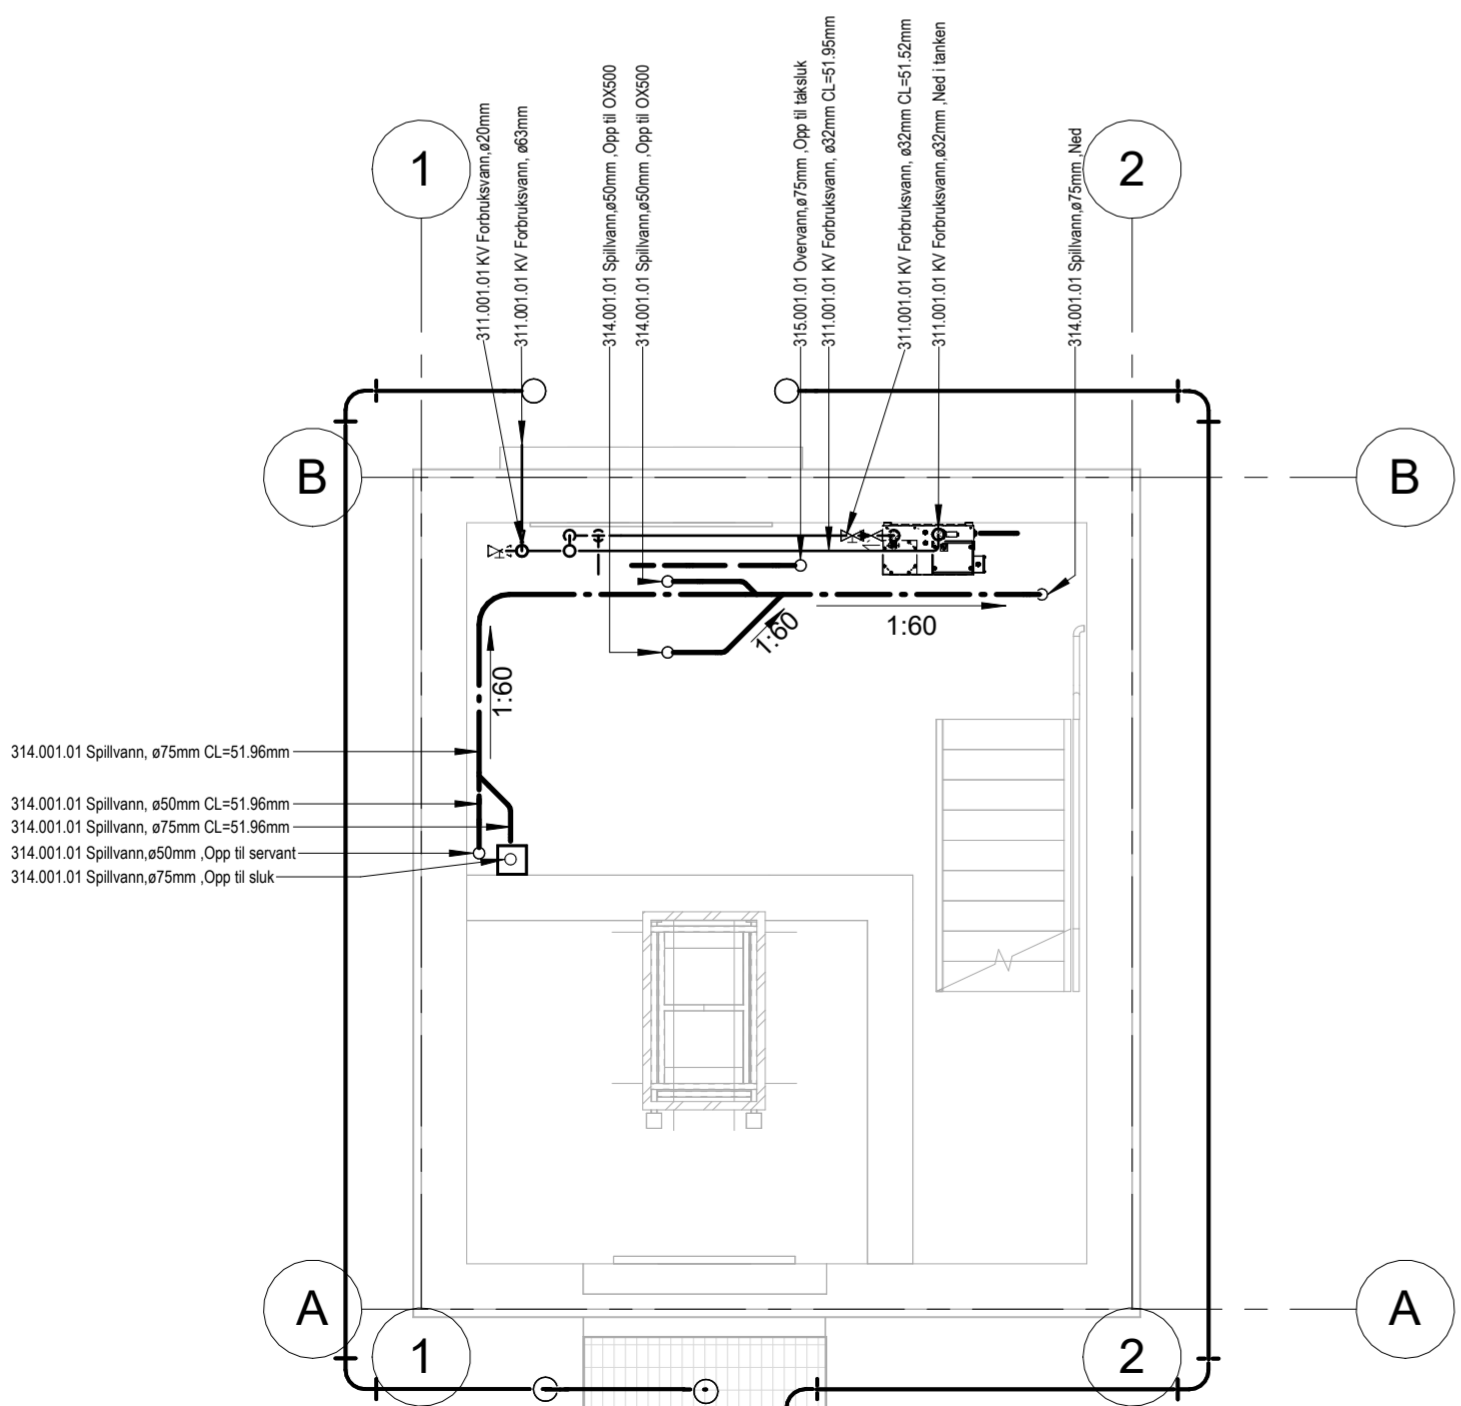 311.001.01 KV Forbruksvann,ø20mm
311.001.01 KV Forbruksvann, ø63mm
314.001.01 Spillvann,ø50mm ,Opp til OX500
314.001.01 Spillvann,ø50mm ,Opp til OX500
315.001.01 Overvann,ø75mm ,Opp til taksluk
311.001.01 KV Forbruksvann, ø32mm CL=51.95mm
311.001.01 KV Forbruksvann, ø32mm CL=51.52mm
311.001.01 KV Forbruksvann,ø32mm ,Ned i tanken
314.001.01 Spillvann,ø75mm ,Ned
1
2
B
B
1:60
1:60
1:60
314.001.01 Spillvann, ø75mm CL=51.96mm
314.001.01 Spillvann, ø50mm CL=51.96mm
314.001.01 Spillvann, ø75mm CL=51.96mm
314.001.01 Spillvann,ø50mm ,Opp til servant
314.001.01 Spillvann,ø75mm ,Opp til sluk
A
A
1
2